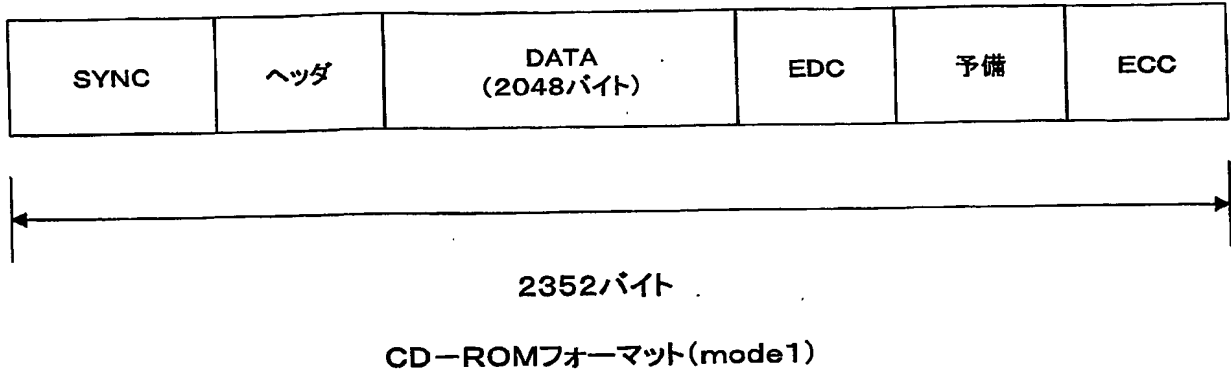 SYNC
ヘッダ
DATA
(2048バイト)
EDC
予備
ECC
2352バイト
CD－ROMフォーマット(mode1)